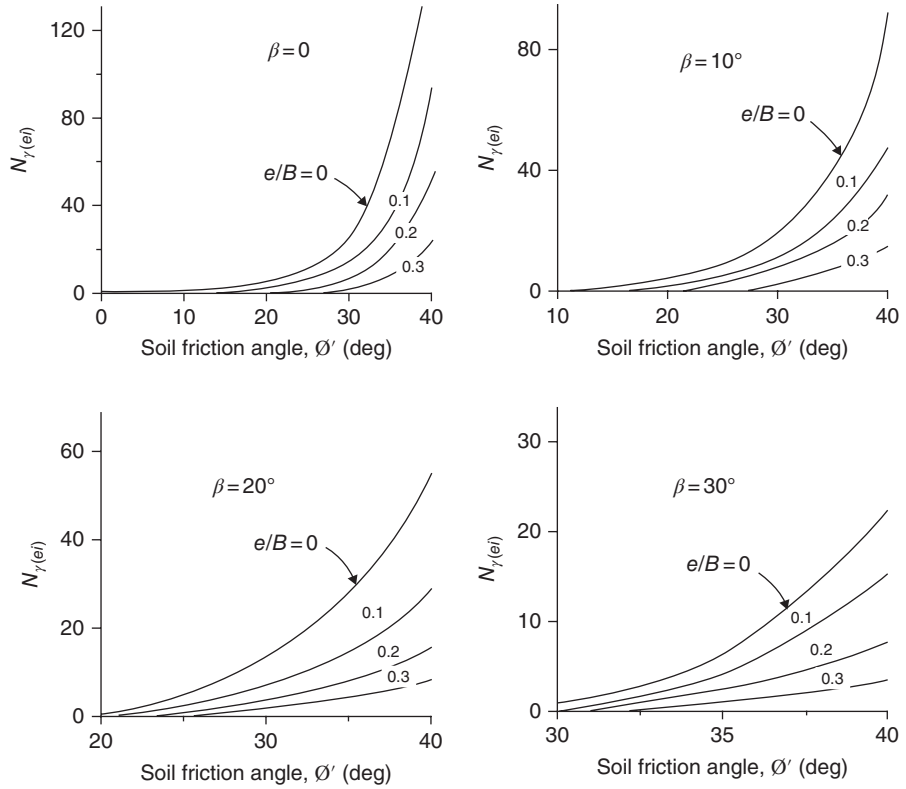 120
80
40
0
N_γ(ei)
β = 0
e/B = 0
0.1
0.2
0.3
0 10 20 30 40
Soil friction angle, Ø′ (deg)
80
40
0
N_γ(ei)
β = 10°
e/B = 0
0.1
0.2
0.3
10 20 30 40
Soil friction angle, Ø′ (deg)
60
40
20
0
N_γ(ei)
β = 20°
e/B = 0
0.1
0.2
0.3
20 30 40
Soil friction angle, Ø′ (deg)
30
20
10
0
N_γ(ei)
β = 30°
e/B = 0
0.1
0.2
0.3
30 35 40
Soil friction angle, Ø′ (deg)